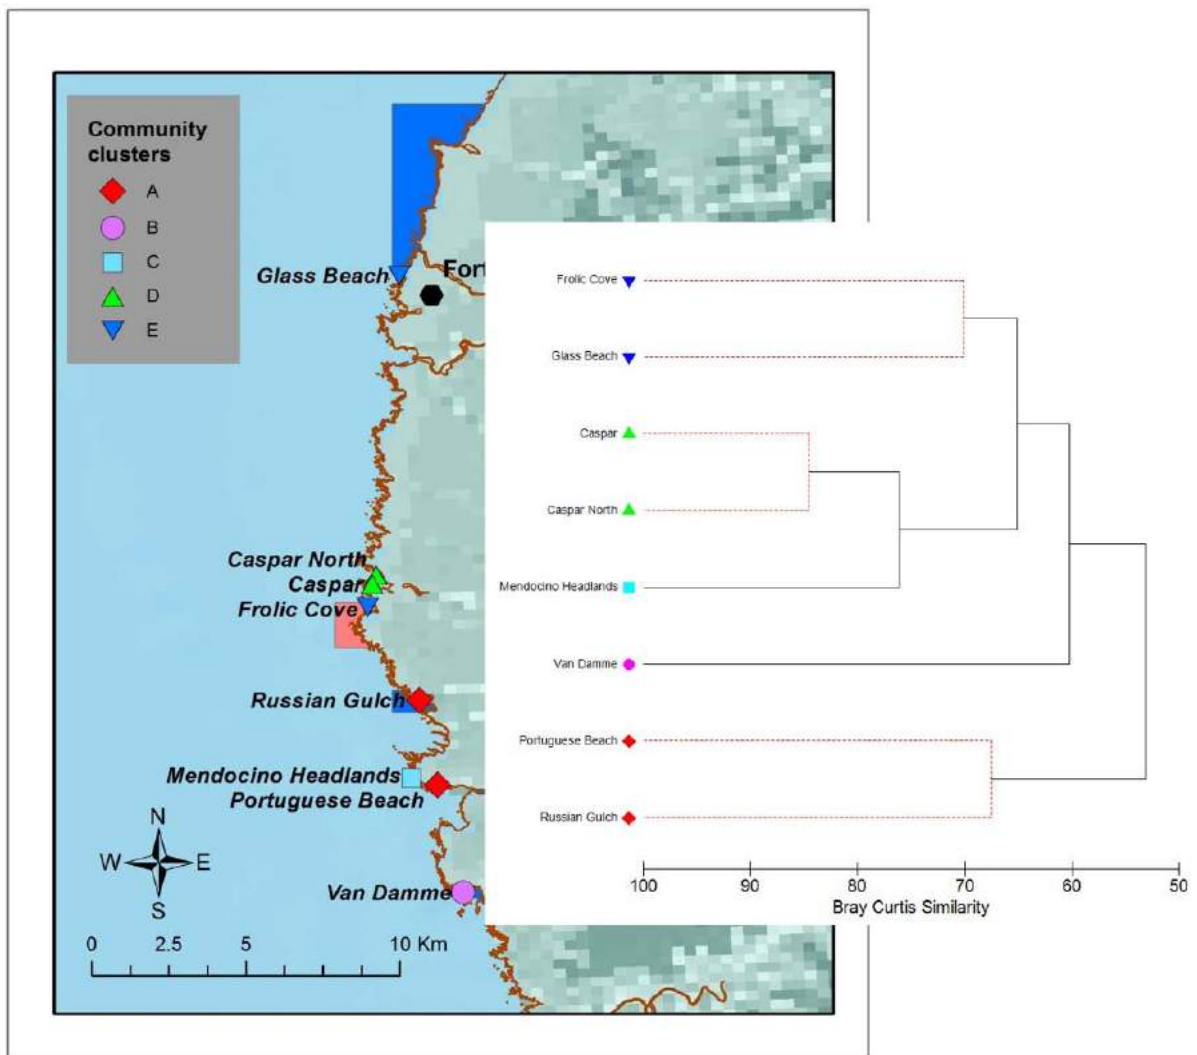 Community
clusters
A
B
C
D
E
Glass Beach
Fort
Caspar North
Caspar
Frolic Cove
Russian Gulch
Mendocino Headlands
Portuguese Beach
Van Damme
N
W E
S
0 2.5 5 10 Km
Frolic Cove
Glass Beach
Caspar
Caspar North
Mendocino Headlands
Van Damme
Portuguese Beach
Russian Gulch
100 90 80 70 60 50
Bray Curtis Similarity